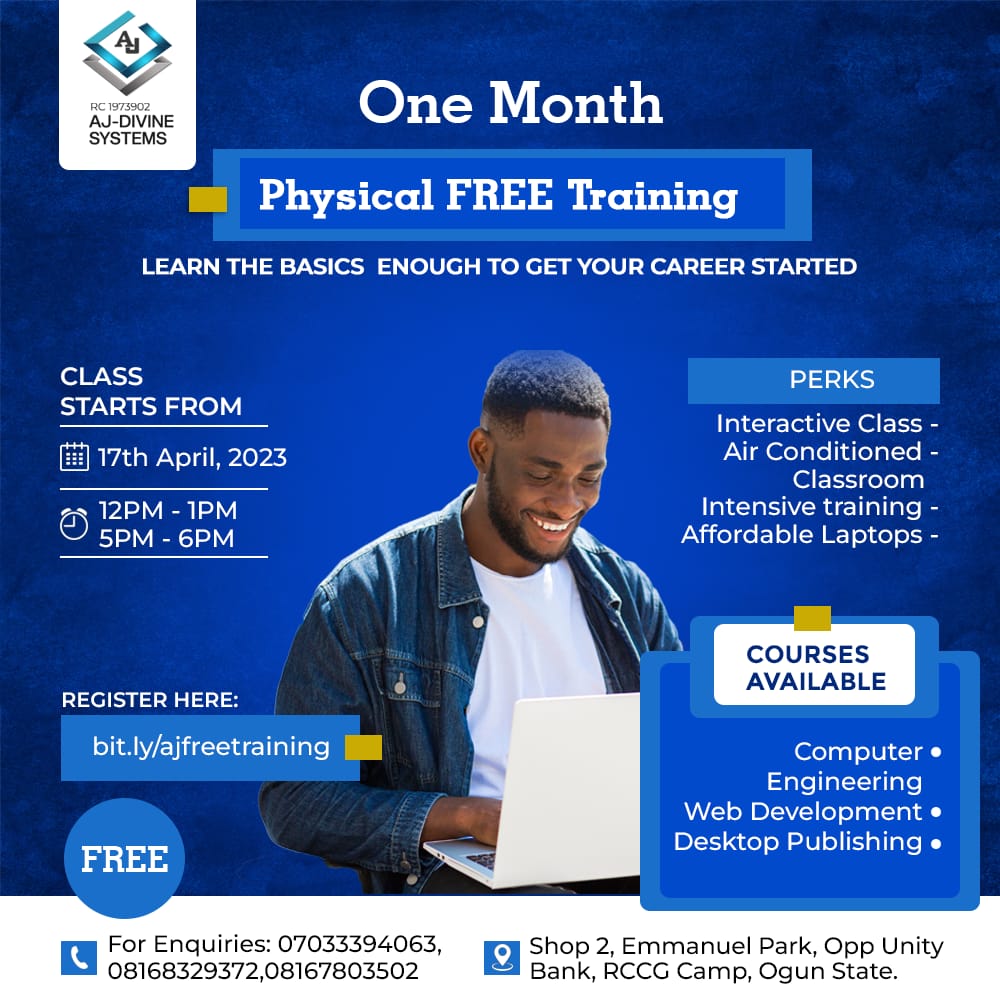 AJ
RC 1973902
AJ-DIVINE
SYSTEMS
One Month
Physical FREE Training
LEARN THE BASICS  ENOUGH TO GET YOUR CAREER STARTED
CLASS
STARTS FROM
17th April, 2023
12PM - 1PM
5PM - 6PM
PERKS
Interactive Class -
Air Conditioned -
Classroom
Intensive training -
Affordable Laptops -
REGISTER HERE:
bit.ly/ajfreetraining
FREE
COURSES
AVAILABLE
Computer •
Engineering
Web Development •
Desktop Publishing •
For Enquiries: 07033394063,
08168329372,08167803502
Shop 2, Emmanuel Park, Opp Unity
Bank, RCCG Camp, Ogun State.